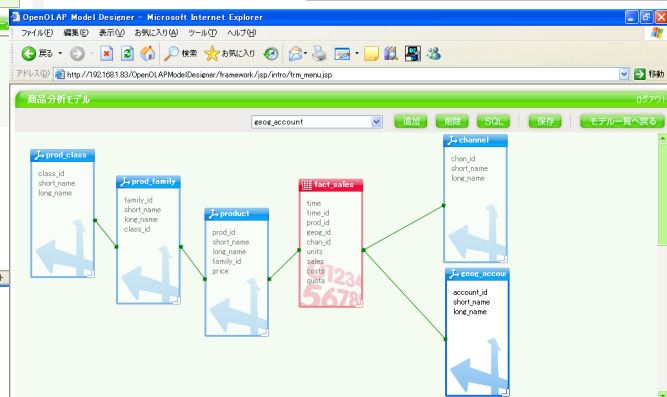 OpenOLAP Model Designer - Microsoft Internet Explorer
ファイル(F) 編集(E) 表示(V) お気に入り(A) ツール(T) ヘルプ(H)
戻る 検索 お気に入り
アドレス(D) http://192.168.1.83/OpenOLAPModelDesigner/framework/jsp/intro/frm_menu.jsp 移動
商品分析モデル ログアウト
geog_account 追加 削除 SQL 保存 モデル一覧へ戻る
prod_class
class_id
short_name
long_name
prod_family
family_id
short_name
long_name
class_id
product
prod_id
short_name
long_name
family_id
price
fact_sales
time
time_id
prod_id
geog_id
chan_id
units
sales
costs
quota
channel
chan_id
short_name
long_name
geog_accour
account_id
short_name
long_name